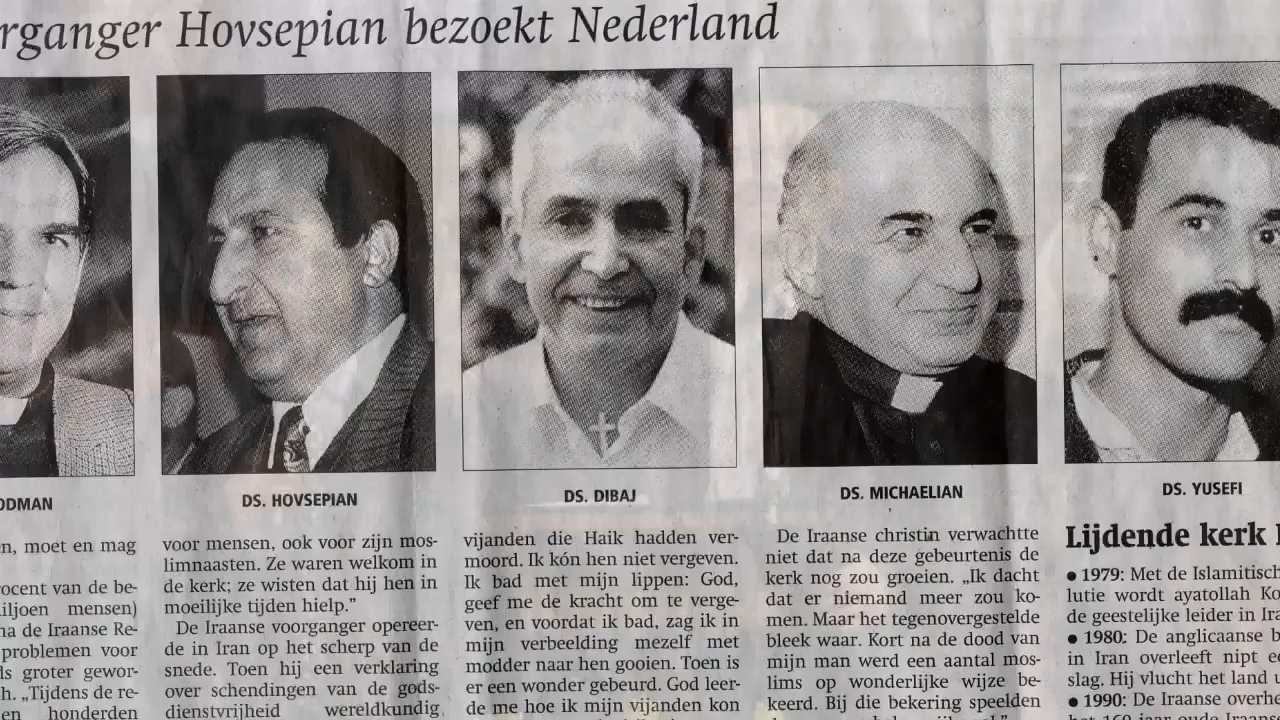 rganger Hovsepian bezoekt Nederland
ODMAN
DS. HOVSEPIAN
DS. DIBAJ
DS. MICHAELIAN
DS. YUSEFI
en, moet en mag
rocent van de be-
iljoen mensen)
na de Iraanse Re-
problemen voor
ls groter gewor-
h. „Tijdens de re-
en honderden
voor mensen, ook voor zijn mos-
limnaasten. Ze waren welkom in
de kerk; ze wisten dat hij hen in
moeilijke tijden hielp.”
De Iraanse voorganger opereer-
de in Iran op het scherp van de
snede. Toen hij een verklaring
over schendingen van de gods-
dienstvrijheid wereldkundig
vijanden die Haik hadden ver-
moord. Ik kón hen niet vergeven.
Ik bad met mijn lippen: God,
geef me de kracht om te verge-
ven, en voordat ik bad, zag ik in
mijn verbeelding mezelf met
modder naar hen gooien. Toen is
er een wonder gebeurd. God leer-
de me hoe ik mijn vijanden kon
De Iraanse christin verwachtte
niet dat na deze gebeurtenis de
kerk nog zou groeien. „Ik dacht
dat er niemand meer zou ko-
men. Maar het tegenovergestelde
bleek waar. Kort na de dood van
mijn man werd een aantal mos-
lims op wonderlijke wijze be-
keerd. Bij die bekering speelden
Lijdende kerk
• 1979: Met de Islamitisch
lutie wordt ayatollah Ko
de geestelijke leider in Ira
• 1980: De anglicaanse b
in Iran overleeft nipt e
slag. Hij vlucht het land u
• 1990: De Iraanse overhe